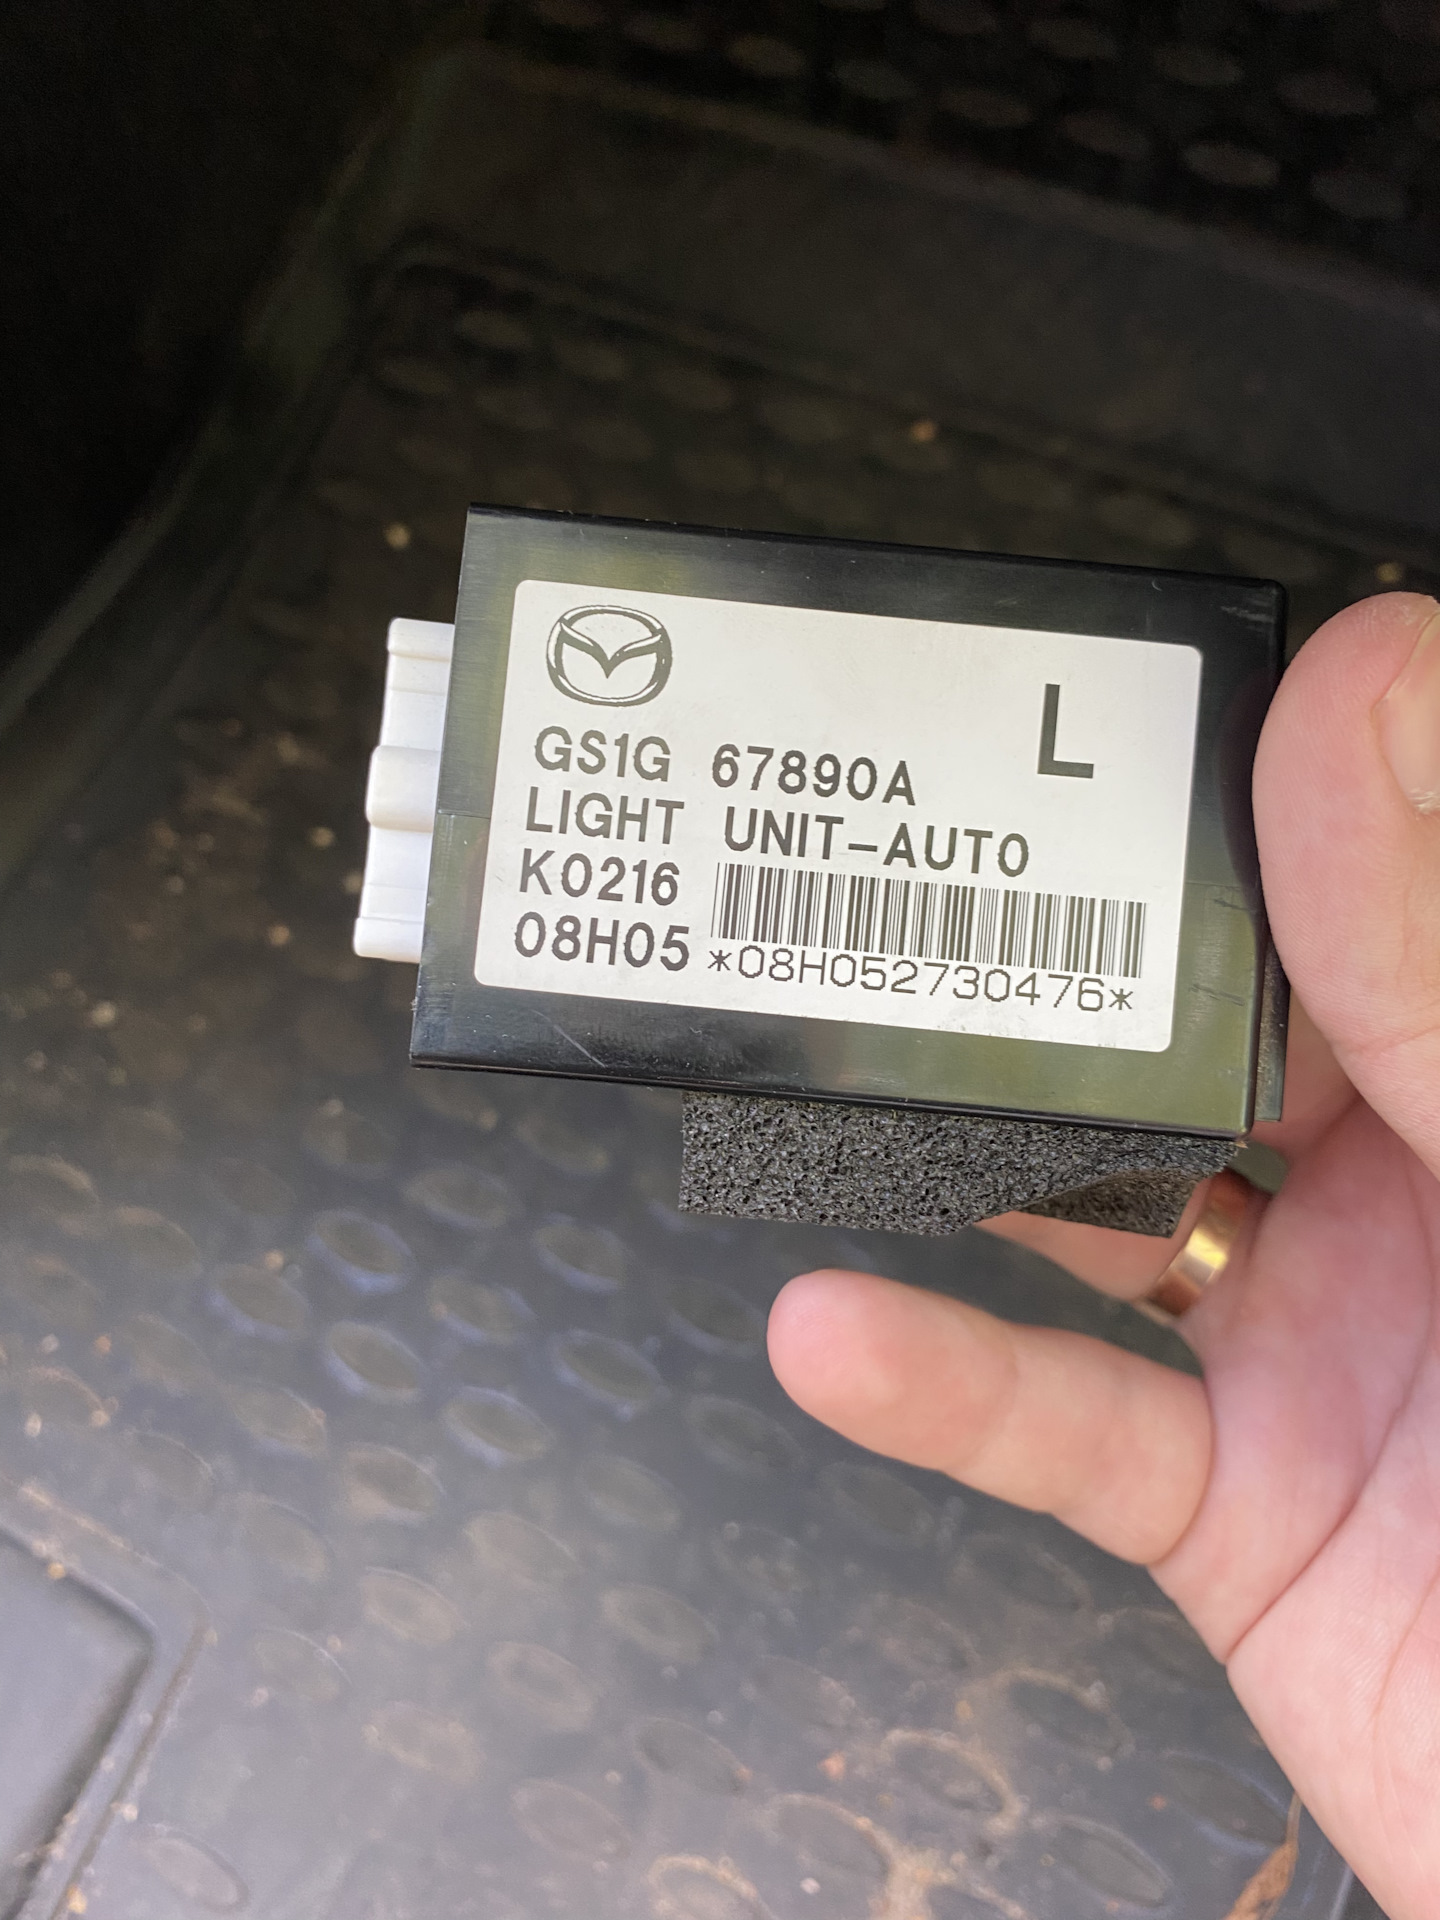 GS1G 67890A L
LIGHT UNIT-AUTO
K0216
08H05 *08H052730476*